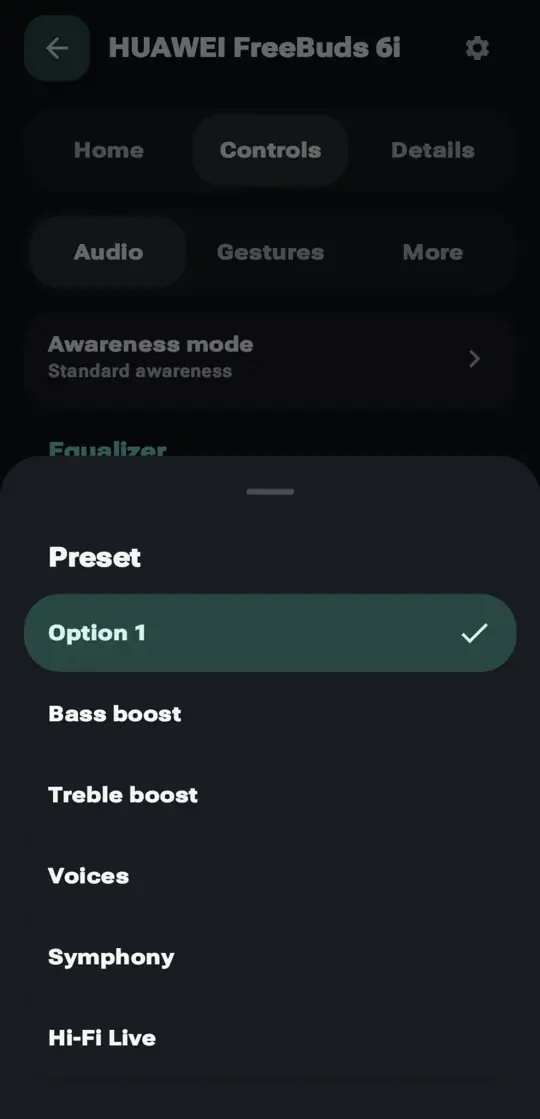 HUAWEI FreeBuds 6i
Home
Controls
Details
Audio
Gestures
More
Awareness mode
Standard awareness
Equalizer
Preset
Option 1
Bass boost
Treble boost
Voices
Symphony
Hi-Fi Live